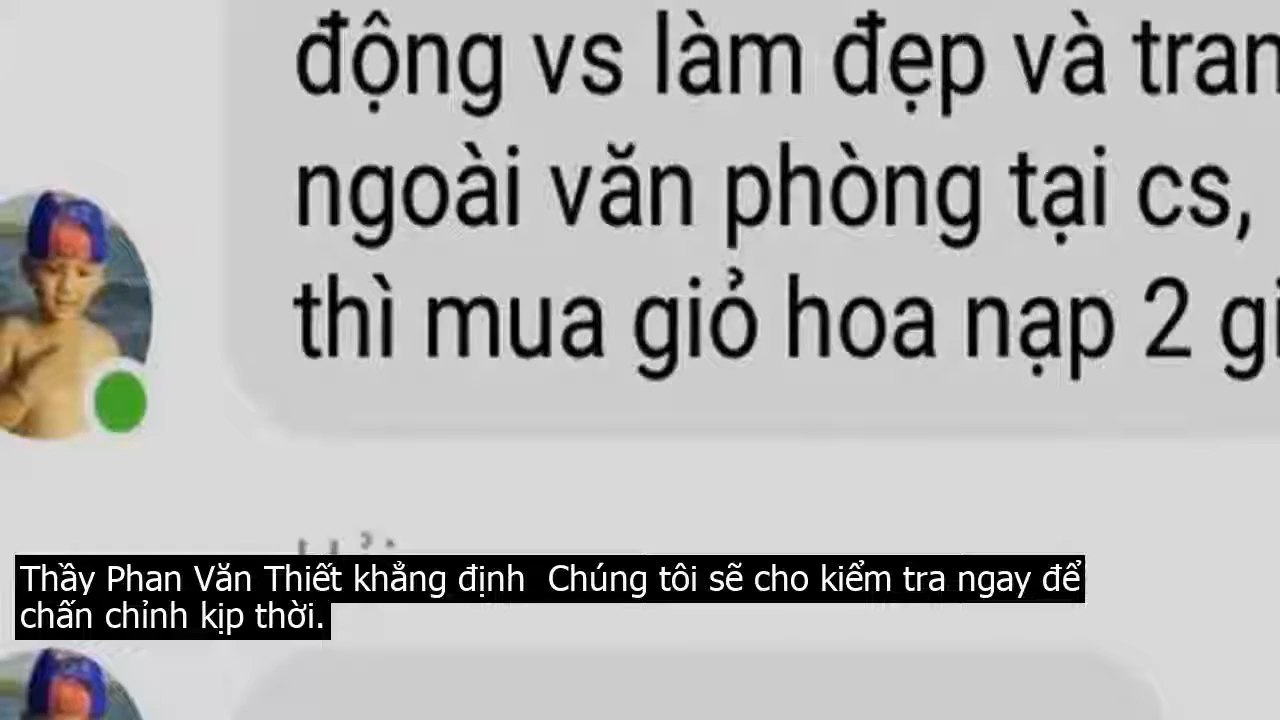 động vs làm đẹp và tran
ngoài văn phòng tại cs,
thì mua giỏ hoa nạp 2 gi
Thầy Phan Văn Thiết khẳng định  Chúng tôi sẽ cho kiểm tra ngay để
chấn chỉnh kịp thời.